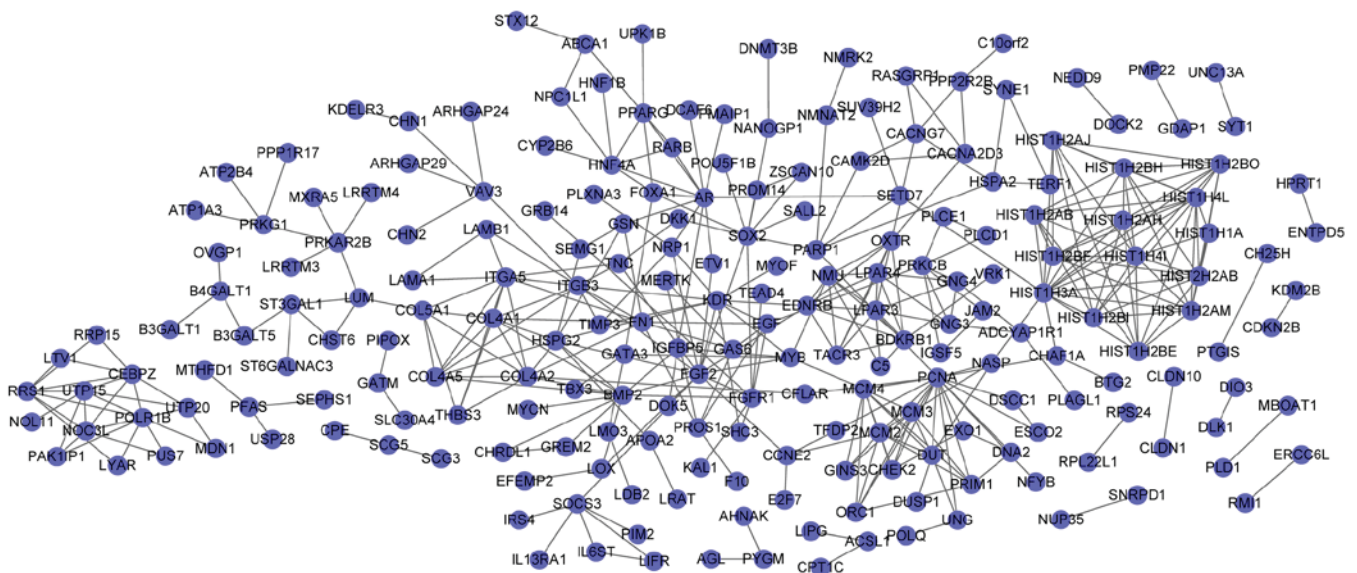 STX12
ABCA1
UPK1B
DNMT3B
NMRK2
C10orf2
RASGRP1
PPP2R2B
NEDD9
PMP22
UNC13A
KDELR3
CHN1
ARHGAP24
NPC1L1
HNF1B
PPARG
DCAF6
PMAIP1
NANOGP1
NMNAT2
SUV39H2
CACNG7
SYNE1
DOCK2
GDAP1
SYT1
PPP1R17
ARHGAP29
CYP2B6
HNF4A
RARB
POU5F1B
CAMK2D
CACNA2D3
HIST1H2AJ
HIST1H2BH
HIST1H2BO
ATP2B4
MXRA5
LRRTM4
VAV3
PLXNA3
FOXA1
AR
PRDM14
ZSCAN10
SETD7
HSPA2
TERF1
HIST1H4L
HPRT1
ATP1A3
PRKG1
GRB14
GSN
DKK1
SALL2
PLCE1
HIST1H2AB
HIST1H2AH
HIST1H1A
OVGP1
PRKAR2B
CHN2
LAMB1
SEMG1
NRP1
SOX2
PARP1
OXTR
PLCD1
HIST1H2BF
HIST1H4I
ENTPD5
LRRTM3
LAMA1
ITGA5
TNC
MERTK
ETV1
MYOF
NMU
LPAR4
PRKCB
VRK1
HIST2H2AB
CH25H
B4GALT1
ST3GAL1
LUM
COL5A1
ITGB3
KDR
TEAD4
EDNRB
LPAR3
GNG4
HIST1H3A
KDM2B
B3GALT1
B3GALT5
CHST6
COL4A1
TIMP3
FN1
EGF
GNG3
JAM2
ADCYAP1R1
HIST1H2BI
HIST1H2AM
CDKN2B
RRP15
ST6GALNAC3
PIPOX
HSPG2
IGFBP5
GAS6
MYB
TACR3
BDKRB1
IGSF5
HIST1H2BE
PTGIS
LTV1
CEBPZ
MTHFD1
GATM
COL4A5
COL4A2
GATA3
FGF2
C5
NASP
CHAF1A
RRS1
UTP15
TBX3
CFLAR
MCM4
PCNA
BTG2
CLDN10
DIO3
NOL11
POLR1B
UTP20
PFAS
SEPHS1
SLC30A4
THBS3
MYCN
BMP2
DOK5
FGFR1
MCM3
DSCC1
PLAGL1
MBOAT1
NOC3L
USP28
CPE
LMO3
PROS1
SHC3
TFDP2
MCM2
EXO1
ESCO2
RPS24
DLK1
PAK1IP1
LYAR
PUS7
MDN1
SCG5
SCG3
CHRDL1
GREM2
APOA2
CCNE2
DUT
DNA2
RPL22L1
CLDN1
ERCC6L
EFEMP2
LOX
KAL1
F10
GINS3
CHEK2
PRIM1
NFYB
PLD1
LDB2
LRAT
E2F7
DUSP1
SNRPD1
RMI1
IRS4
SOCS3
AHNAK
ORC1
UNG
NUP35
PIM2
LIPG
POLQ
IL13RA1
IL6ST
LIFR
AGL
PYGM
ACSL1
CPT1C